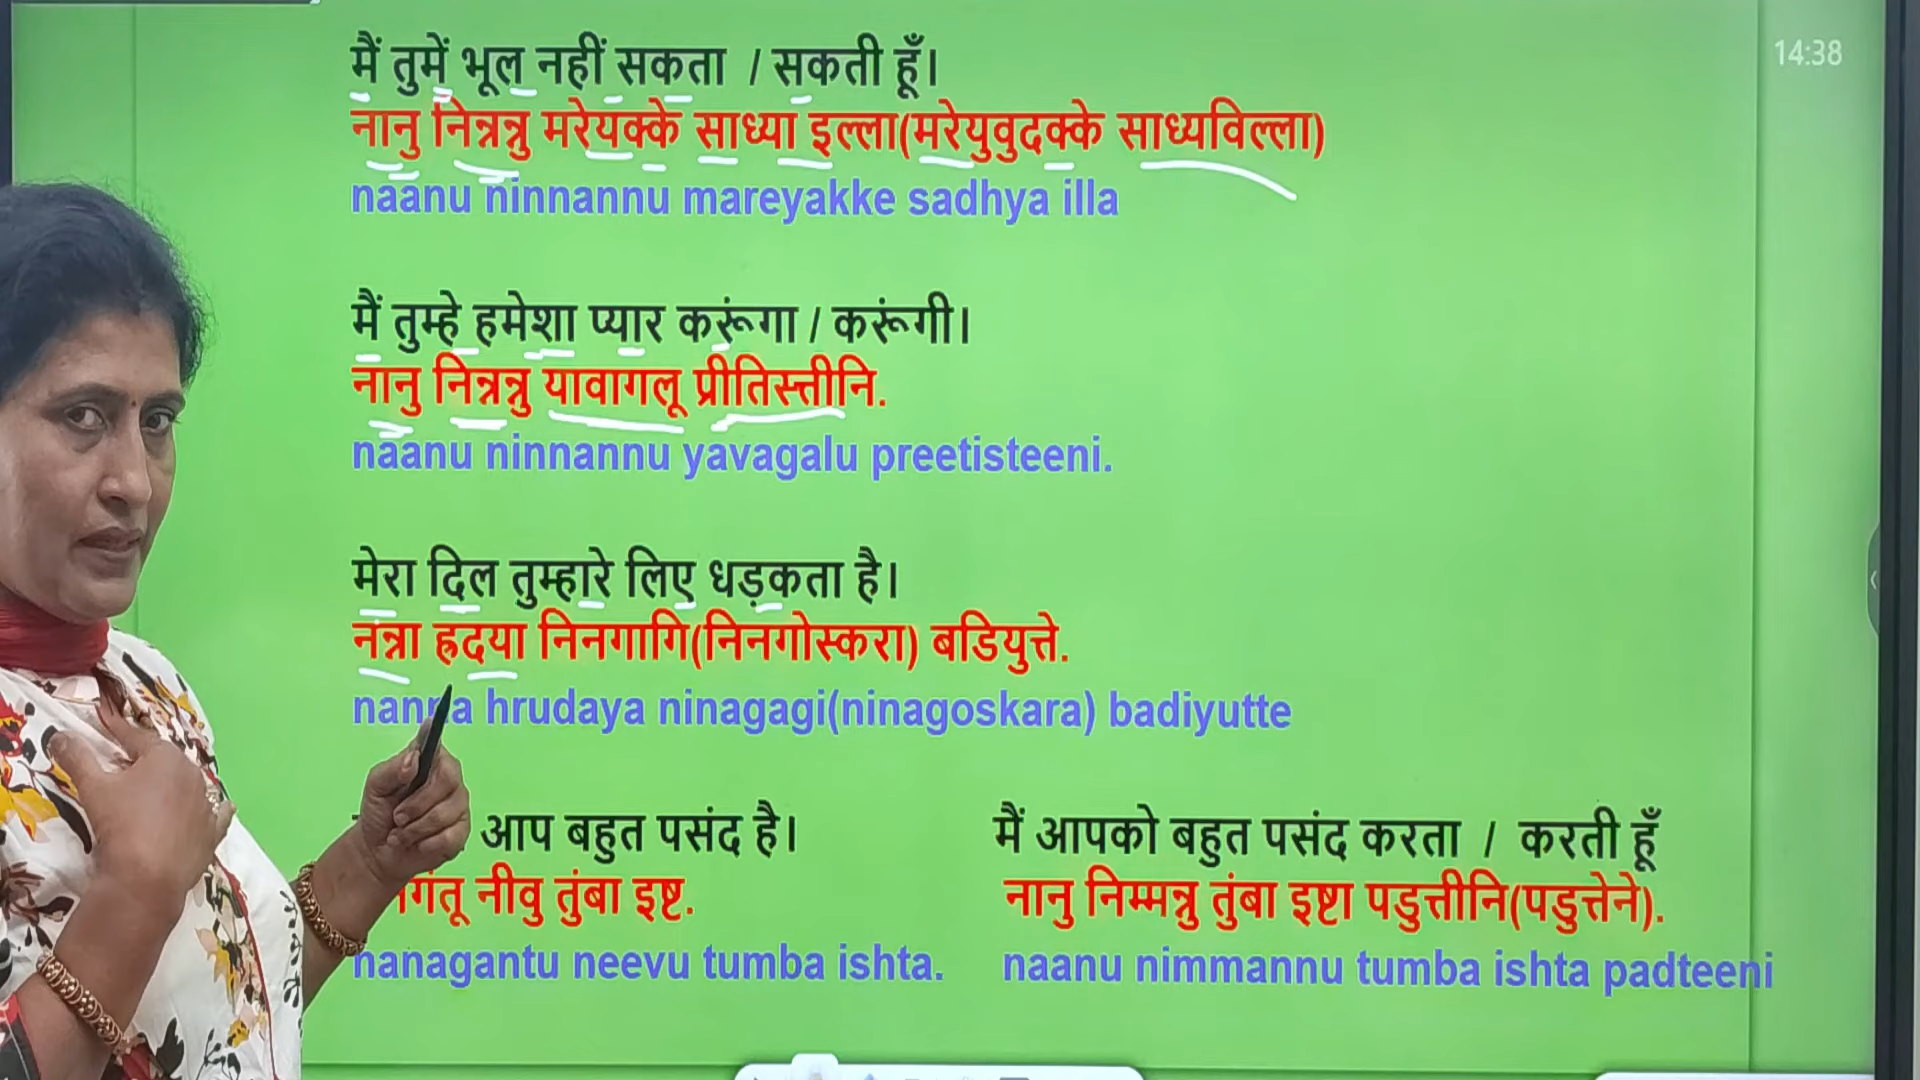 14:38
मैं तुमें भूल नहीं सकता / सकती हूँ।
नानु निन्नन्नु मरेयक्के साध्या इल्ला(मरेयुवुदक्के साध्यविल्ला)
naanu ninnannu mareyakke sadhya illa
मैं तुम्हे हमेशा प्यार करूंगा / करूंगी।
नानु निन्नन्नु यावागलू प्रीतिस्तीनि.
naanu ninnannu yavagalu preetisteeni.
मेरा दिल तुम्हारे लिए धड़कता है।
नन्ना ह्रदया निनगागि(निनगोस्करा) बडियुत्ते.
nanna hrudaya ninagagi(ninagoskara) badiyutte
आप बहुत पसंद है।
नीवु तुंबा इष्ट.
nanagantu neevu tumba ishta.
मैं आपको बहुत पसंद करता / करती हूँ
नानु निम्मन्नु तुंबा इष्टा पडुत्तीनि(पडुत्तेने).
naanu nimmannu tumba ishta padteeni